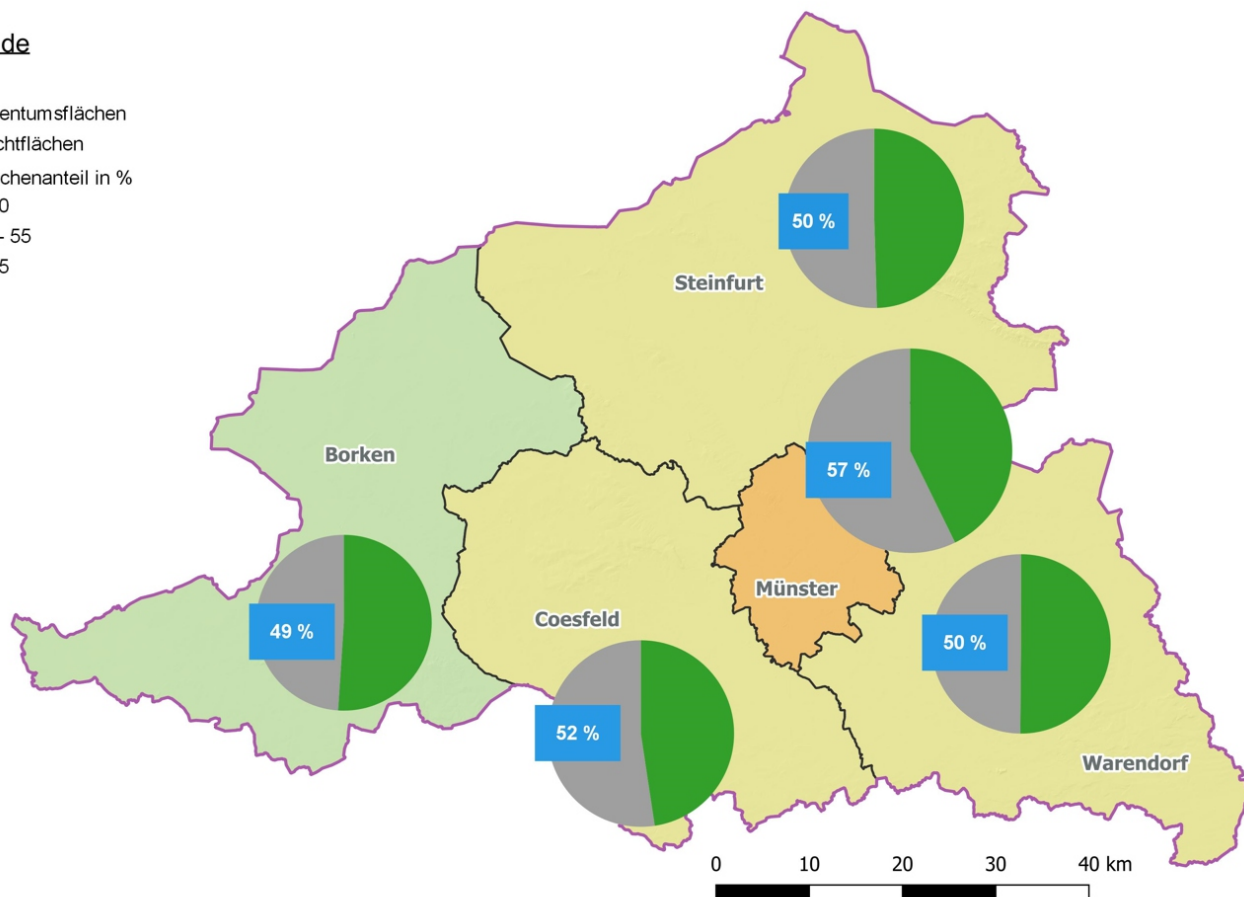 de
entumsflächen
chtflächen
chenanteil in %
0
- 55
5
50 %
Steinfurt
Borken
57 %
Münster
Coesfeld
49 %
50 %
52 %
Warendorf
0 10 20 30 40 km